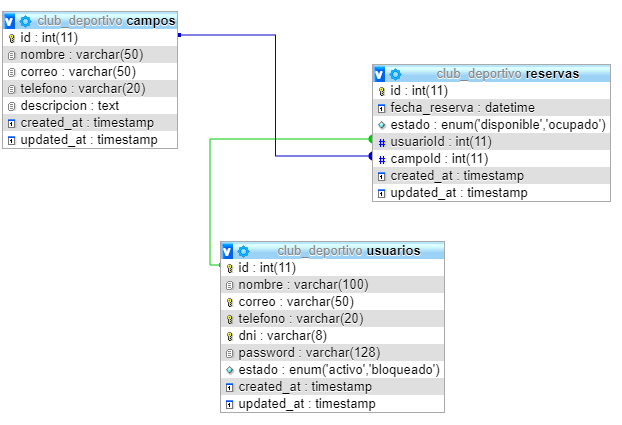 club_deportivo campos
id : int(11)
nombre : varchar(50)
correo : varchar(50)
telefono : varchar(20)
descripcion : text
created_at : timestamp
updated_at : timestamp
club_deportivo reservas
id : int(11)
fecha_reserva : datetime
estado : enum('disponible','ocupado')
usuarioId : int(11)
campoId : int(11)
created_at : timestamp
updated_at : timestamp
club_deportivo usuarios
id : int(11)
nombre : varchar(100)
correo : varchar(50)
telefono : varchar(20)
dni : varchar(8)
password : varchar(128)
estado : enum('activo','bloqueado')
created_at : timestamp
updated_at : timestamp